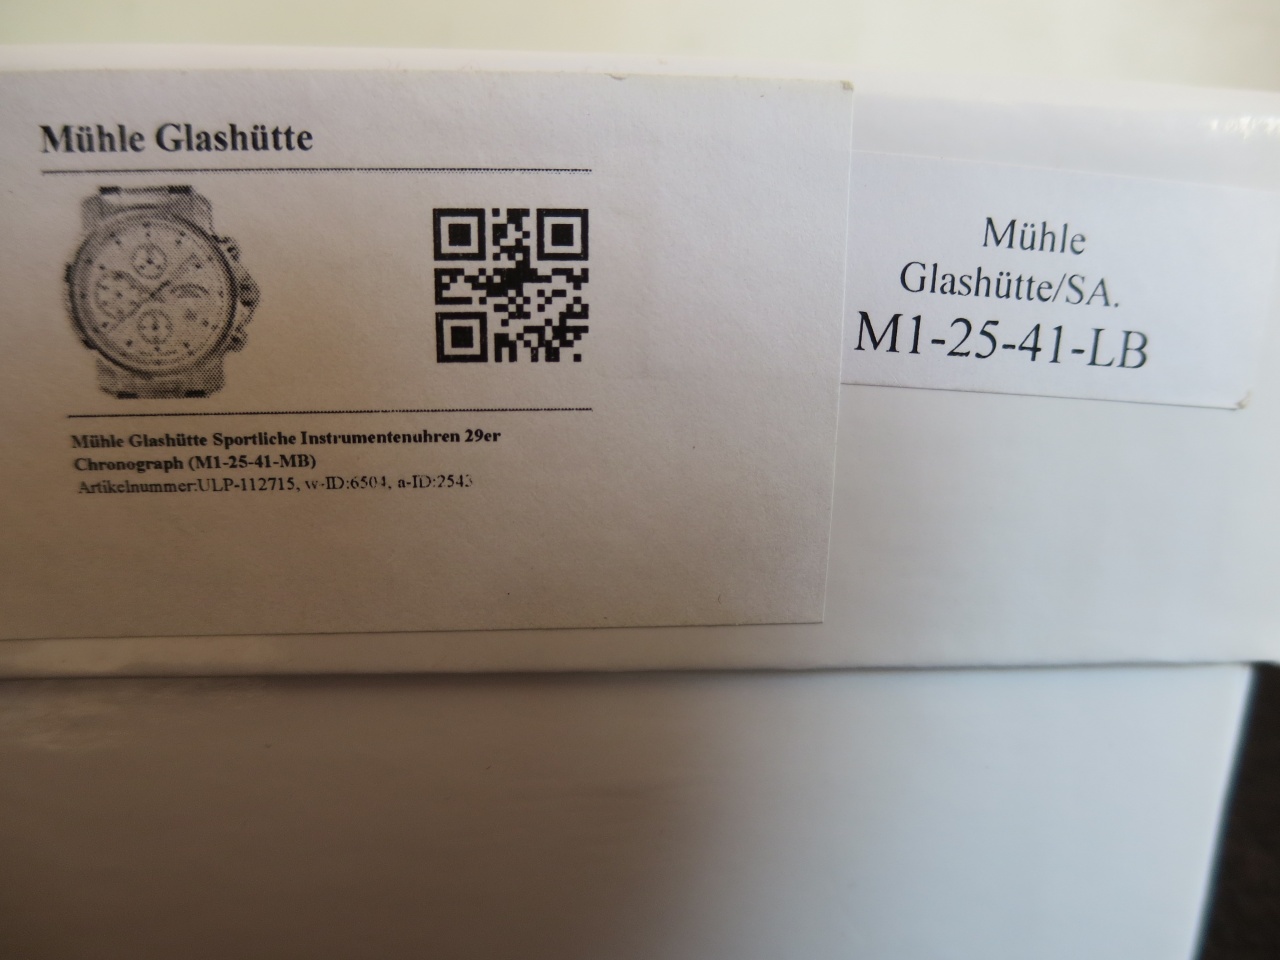 Mühle Glashütte
Mühle Glashütte Sportliche Instrumentenuhren 29er
Chronograph (M1-25-41-MB)
Artikelnummer:ULP-112715, w-ID:6504, a-ID:2543
Mühle
Glashütte/SA.
M1-25-41-LB